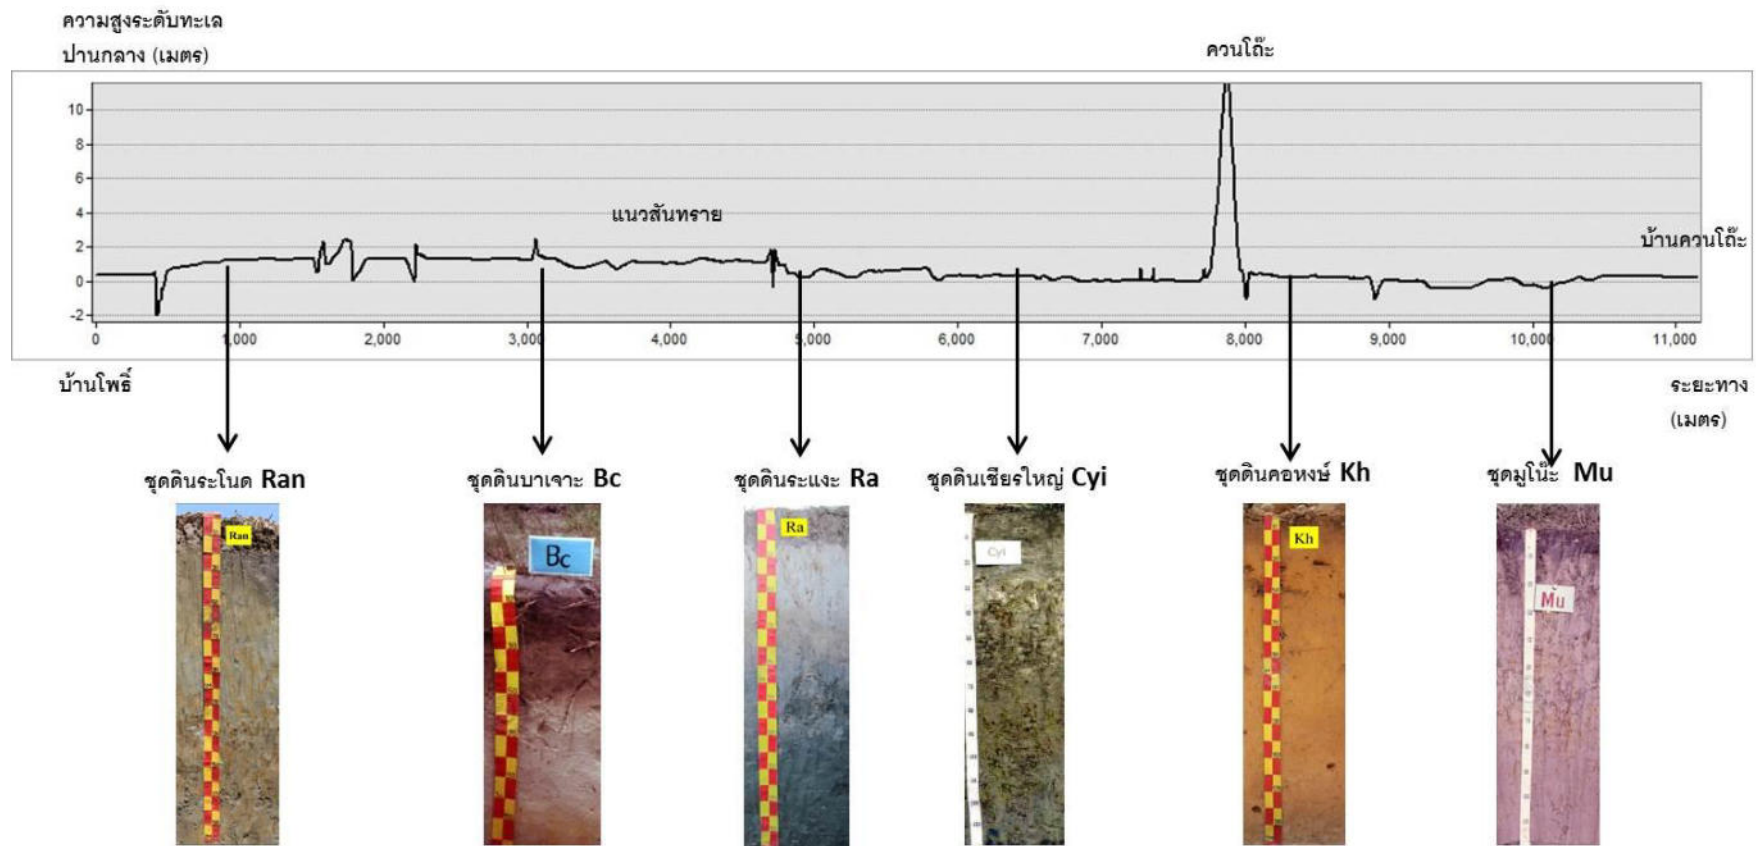 ความสูงระดับทะเล
ปานกลาง (เมตร)
ควนโถ๊ะ
10
8
6
4
2
0
-2
แนวสันทราย
บ้านควนโถ๊ะ
0
1,000
2,000
3,000
4,000
5,000
6,000
7,000
8,000
9,000
10,000
11,000
บ้านโพธิ์
ระยะทาง
(เมตร)
ชุดดินระโนด Ran
ชุดดินบาเจาะ Bc
ชุดดินระแงะ Ra
ชุดดินเชียรใหญ่ Cyi
ชุดดินคอหงษ์ Kh
ชุดมูโน๊ะ Mu
Ran
Bc
Ra
Cyi
Kh
Mu